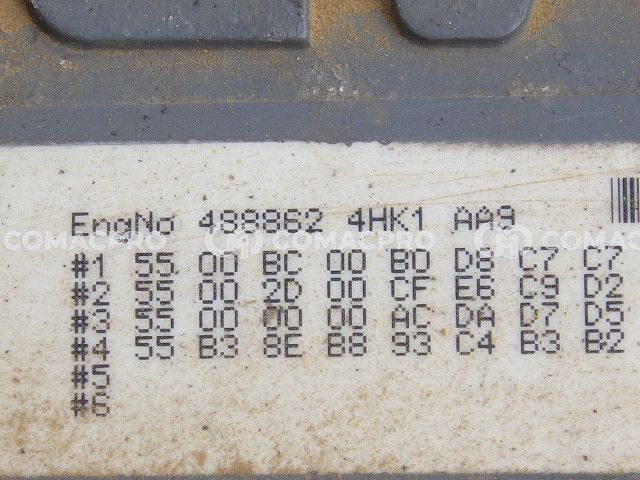 EngNo 488862 4HK1 AA9
COMACPRO COMACPRO COMACPRO COMACPRO
#1 55 00 BC 00 B0 D8 C7 C7
#2 55 00 2D 00 CF E6 C9 D2
#3 55 00 00 00 AC DA D7 D5
#4 55 B3 8E B8 93 C4 B3 B2
#5
#6